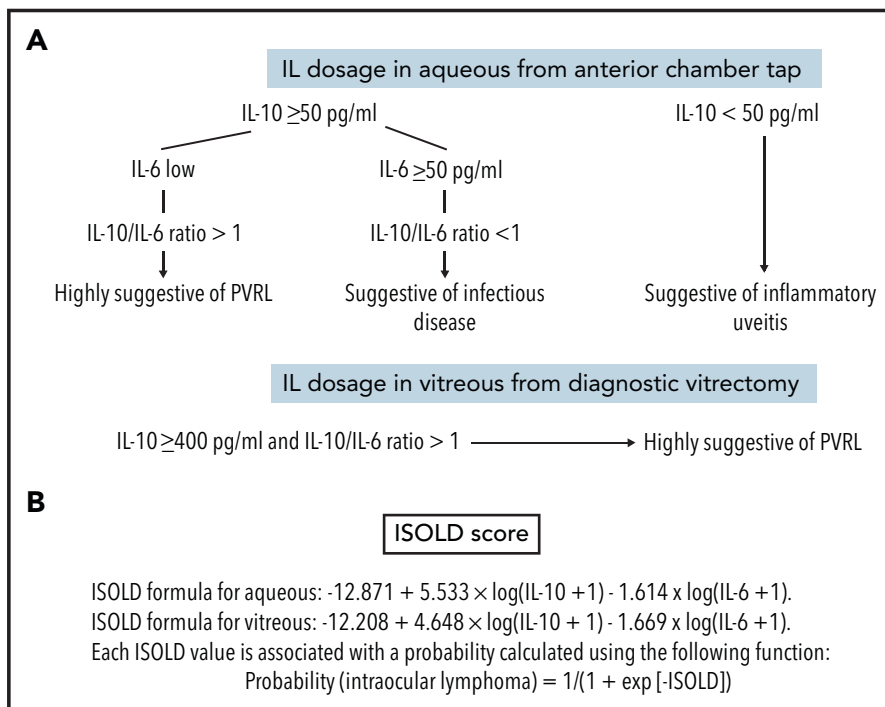 A
IL dosage in aqueous from anterior chamber tap
IL-10 ≥50 pg/ml
IL-10 < 50 pg/ml
IL-6 low
IL-6 ≥50 pg/ml
IL-10/IL-6 ratio > 1
IL-10/IL-6 ratio <1
Highly suggestive of PVRL
Suggestive of infectious
disease
Suggestive of inflammatory
uveitis
IL dosage in vitreous from diagnostic vitrectomy
IL-10 ≥400 pg/ml and IL-10/IL-6 ratio > 1
Highly suggestive of PVRL
B
ISOLD score
ISOLD formula for aqueous: -12.871 + 5.533 × log(IL-10 +1) - 1.614 x log(IL-6 +1).
ISOLD formula for vitreous: -12.208 + 4.648 × log(IL-10 + 1) - 1.669 x log(IL-6 +1).
Each ISOLD value is associated with a probability calculated using the following function:
Probability (intraocular lymphoma) = 1/(1 + exp [-ISOLD])